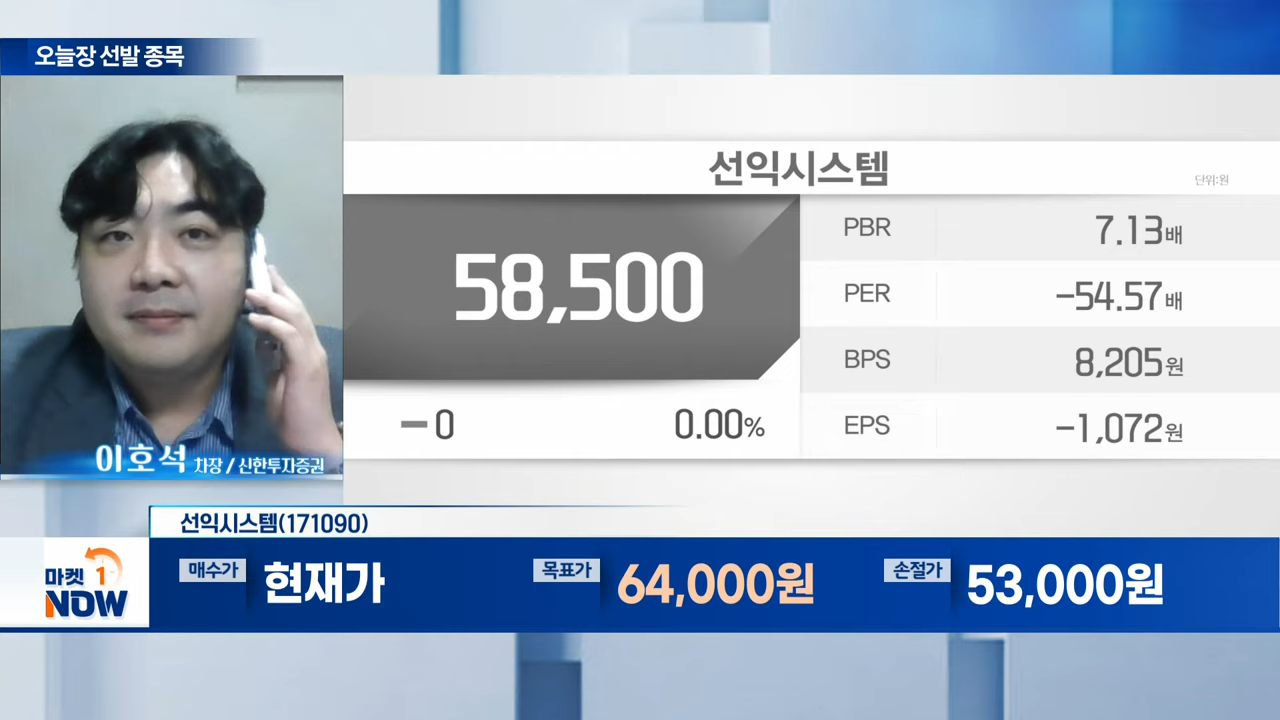 오늘장 선발 종목
선익시스템
단위:원
58,500
0 0.00%
PBR 7.13배
PER -54.57배
BPS 8,205원
EPS -1,072원
이호석 차장 / 신한투자증권
선익시스템(171090)
마켓 1
NOW
매수가 현재가 목표가 64,000원 손절가 53,000원